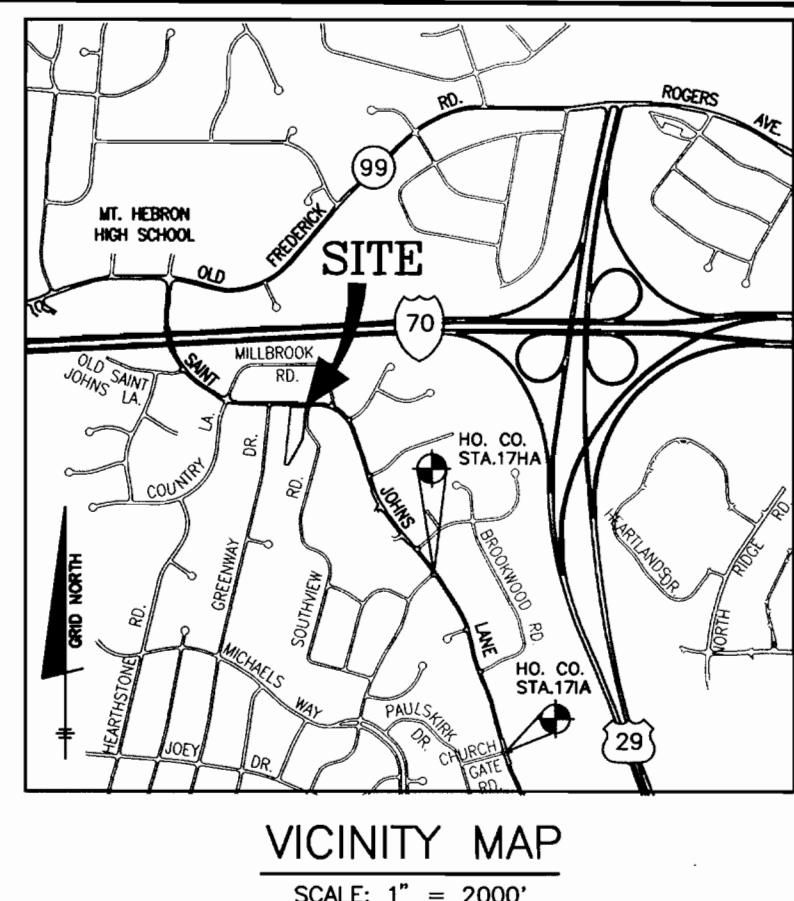 ROGERS
AVE.
RD.
99
FREDERICK
OLD
MT. HEBRON
HIGH SCHOOL
SITE
70
MILLBROOK
RD.
OLD SAINT
JOHNS LA.
SAINT
JOHNS
LANE
COUNTRY
LA.
GREENWAY
DR.
SOUTHVIEW
RD.
HO. CO.
STA.17HA
BROOKWOOD
RD.
HEARTLANDS DR
NORTH
RIDGE
RD.
GRID NORTH
HEARTHSTONE
RD.
MICHAELS
WAY
PAULSKIRK
DR.
HO. CO.
STA.17IA
CHURCH
GATE
RD.
JOEY
DR.
29
VICINITY MAP
SCALE: 1" = 2000'